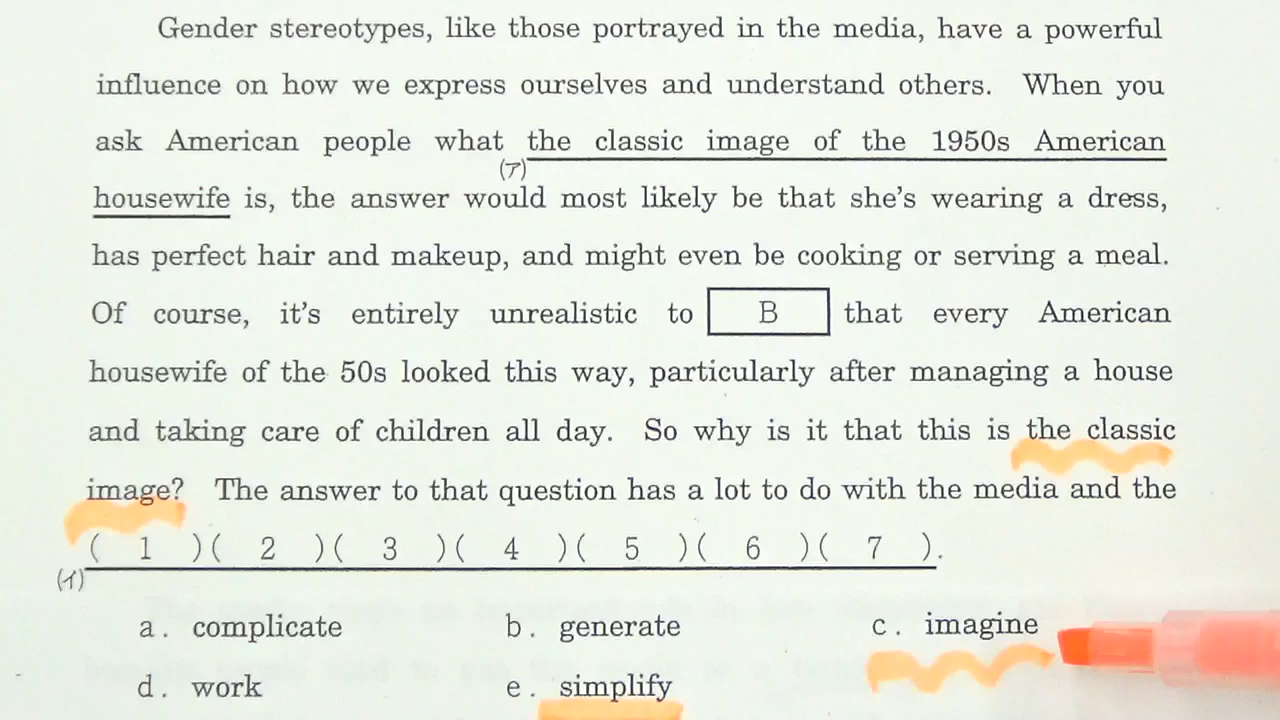 Gender stereotypes, like those portrayed in the media, have a powerful
influence on how we express ourselves and understand others. When you
ask American people what the classic image of the 1950s American
(ア)
housewife is, the answer would most likely be that she's wearing a dress,
has perfect hair and makeup, and might even be cooking or serving a meal.
Of course, it's entirely unrealistic to B that every American
housewife of the 50s looked this way, particularly after managing a house
and taking care of children all day. So why is it that this is the classic
image? The answer to that question has a lot to do with the media and the
( 1 )( 2 )( 3 )( 4 )( 5 )( 6 )( 7 ).
(イ)
a. complicate b. generate c. imagine
d. work e. simplify